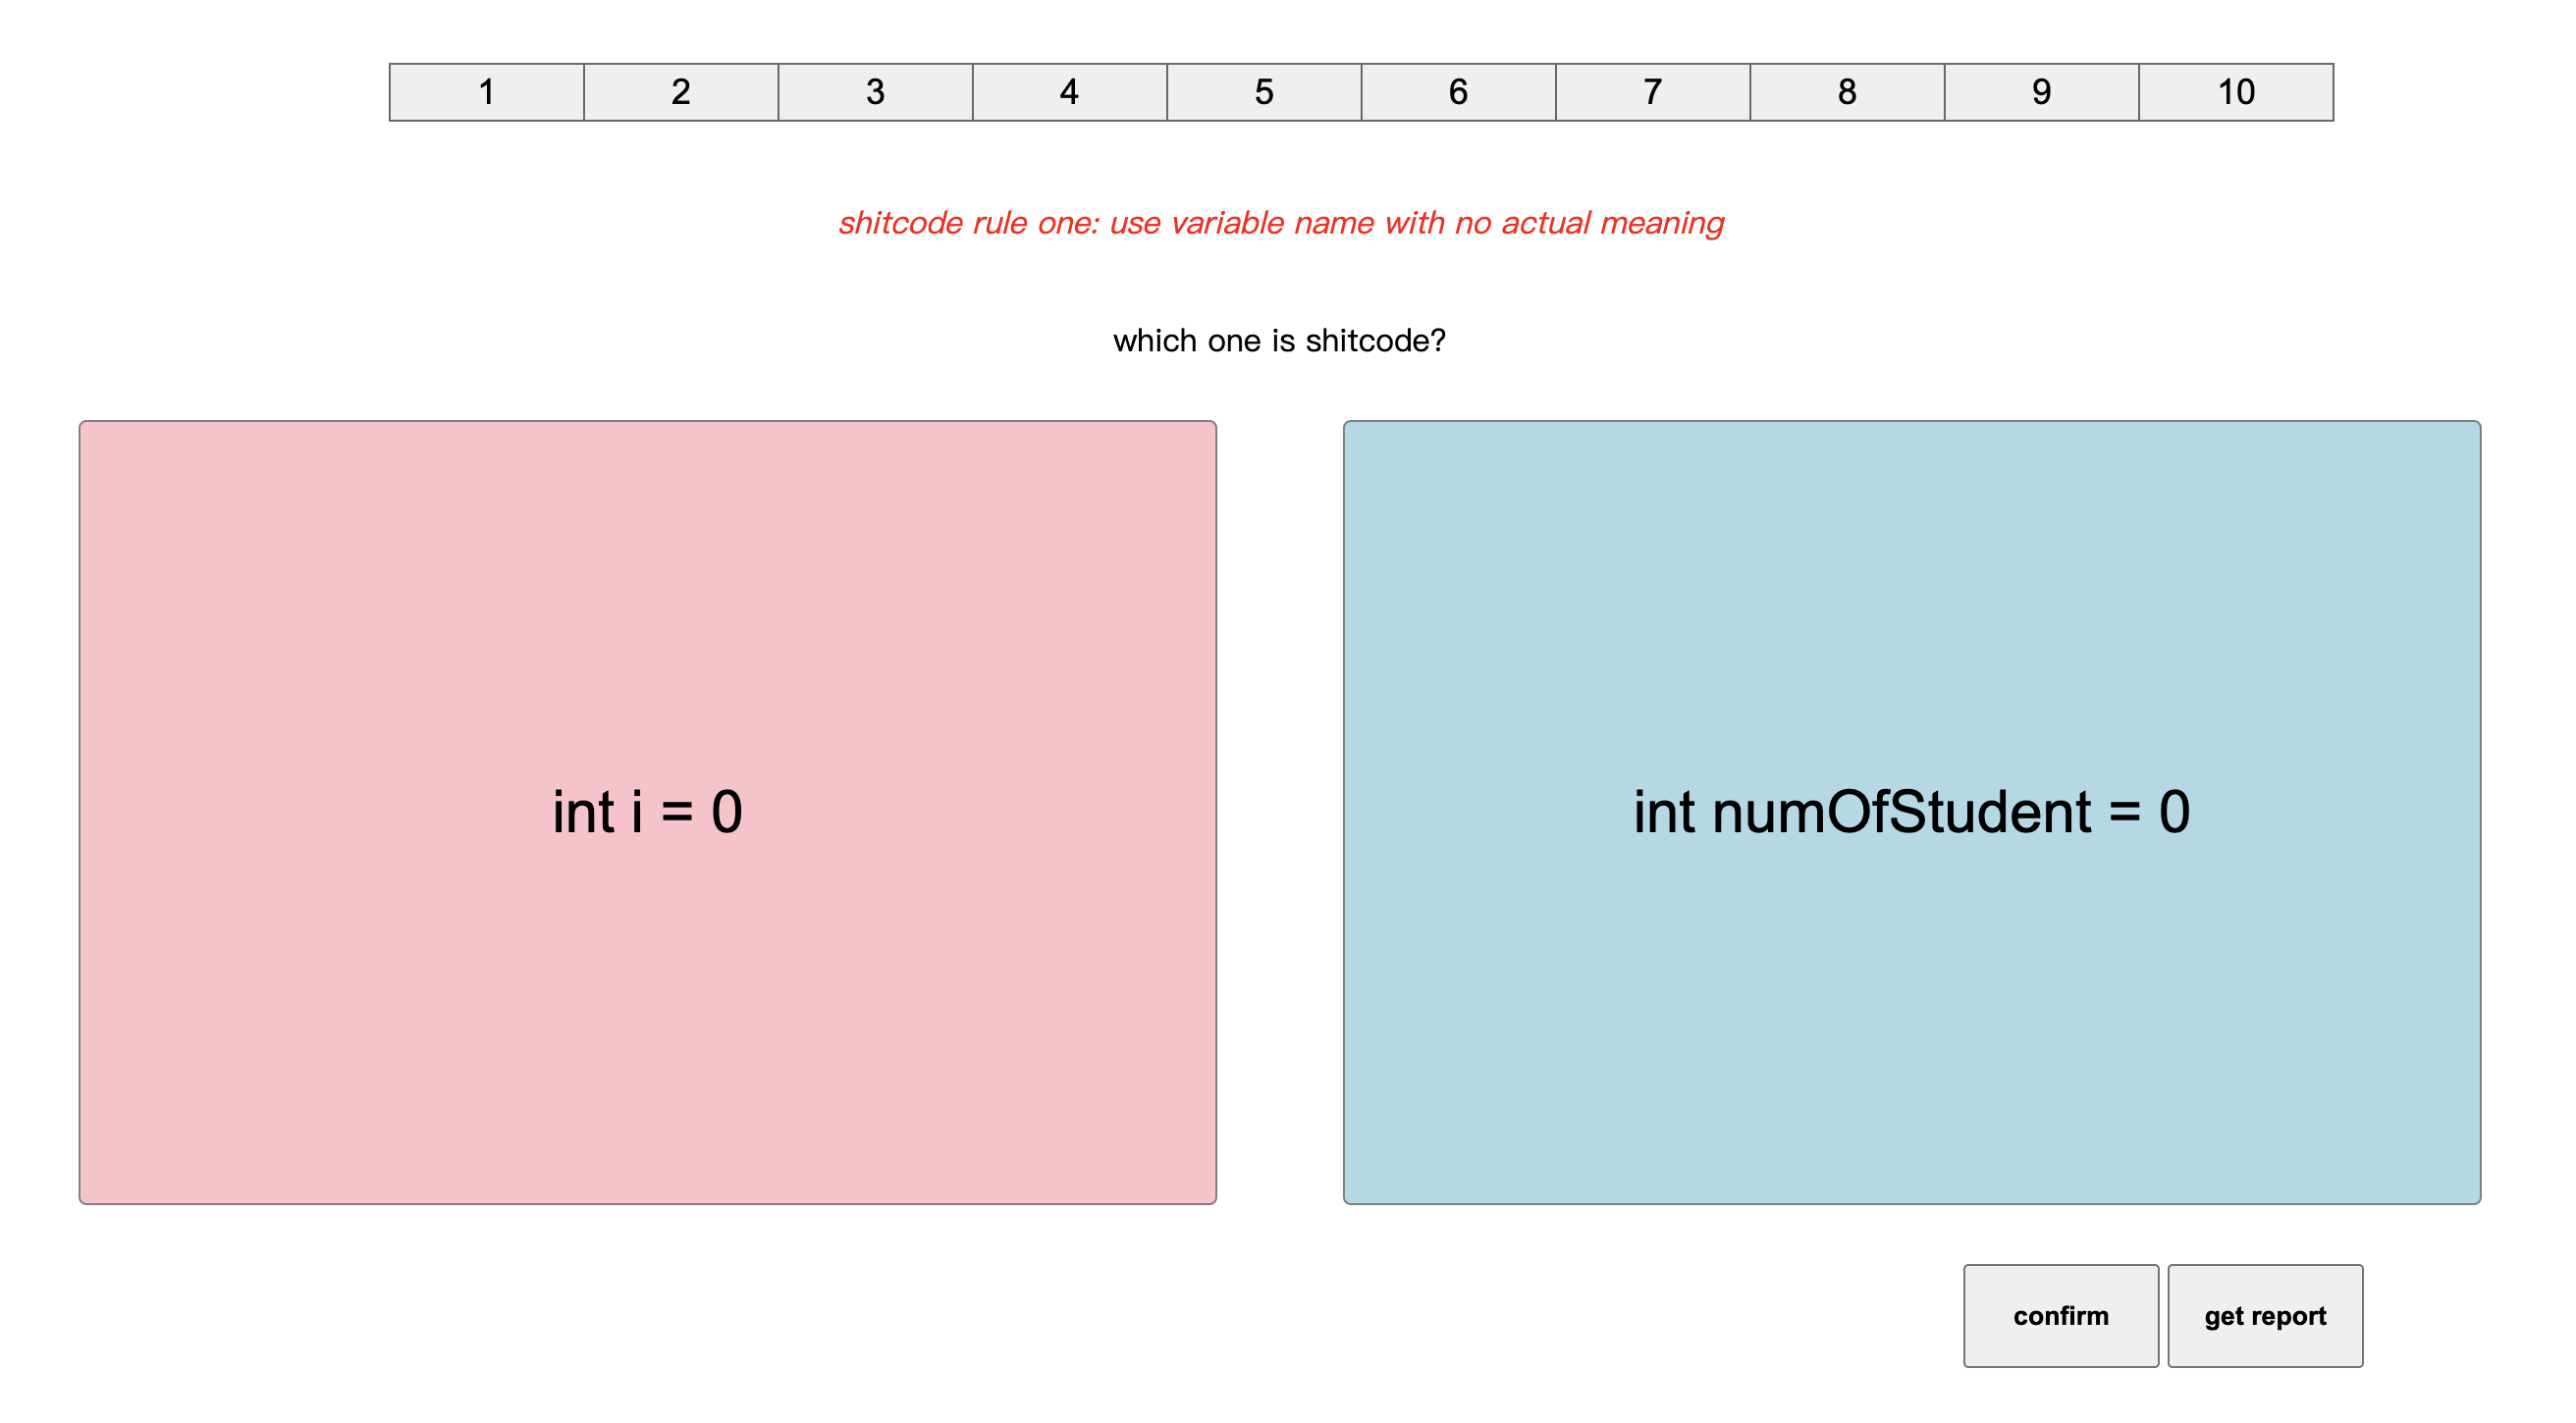 1 2 3 4 5 6 7 8 9 10
shitcode rule one: use variable name with no actual meaning
which one is shitcode?
int i = 0
int numOfStudent = 0
confirm
get report